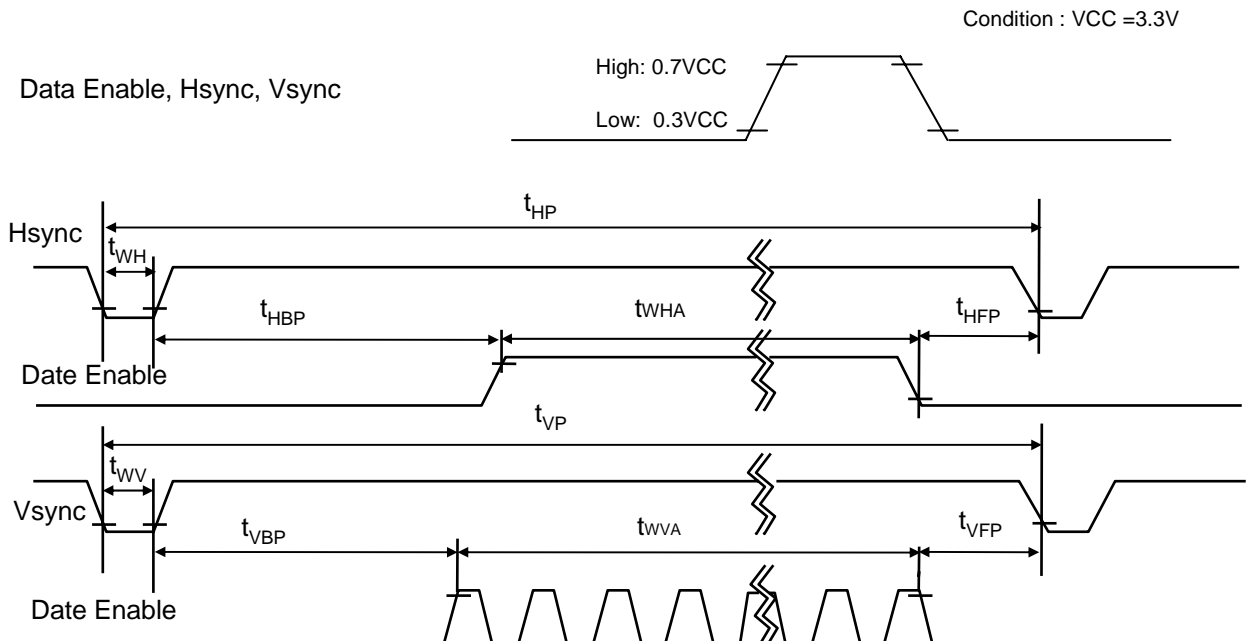 Condition : VCC =3.3V
High: 0.7VCC
Data Enable, Hsync, Vsync
Low: 0.3VCC
tHP
Hsync
tWH
tHBP
tWHA
tHFP
Date Enable
tVP
tWV
Vsync
tVBP
tWVA
tVFP
Date Enable